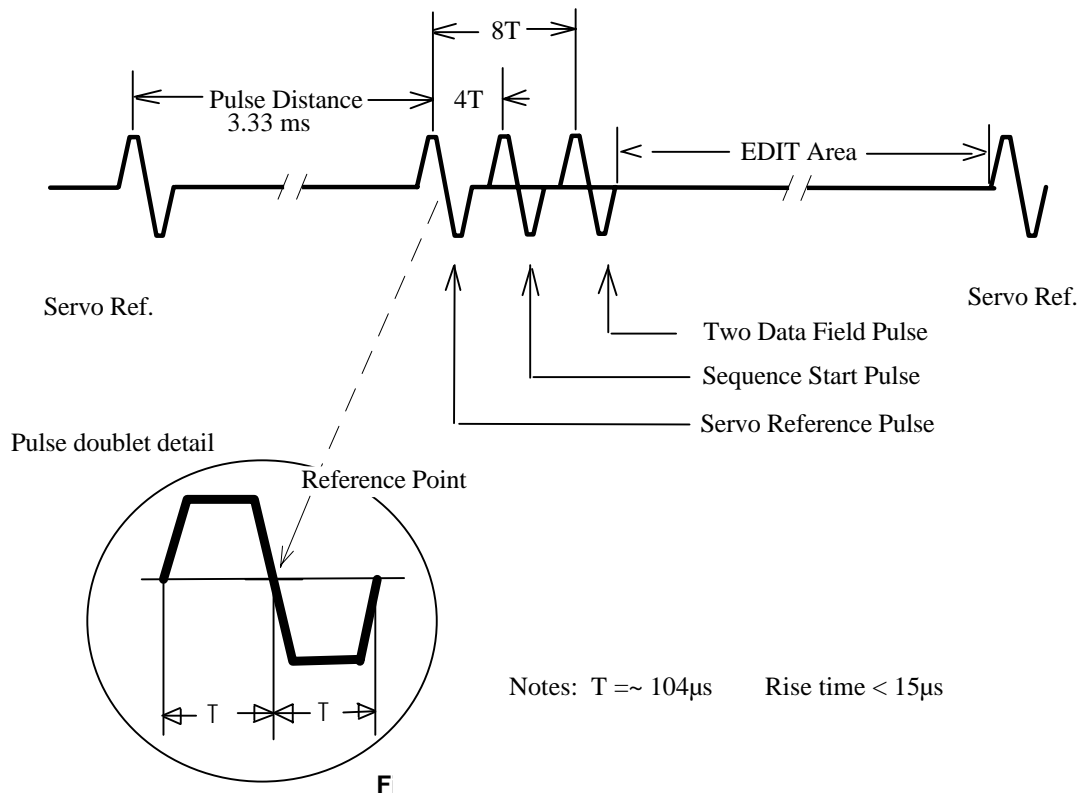 8T
Pulse Distance
3.33 ms
4T
EDIT Area
Servo Ref.
Servo Ref.
Two Data Field Pulse
Sequence Start Pulse
Servo Reference Pulse
Pulse doublet detail
Reference Point
T
T
Notes: T =~ 104µs Rise time < 15µs
F